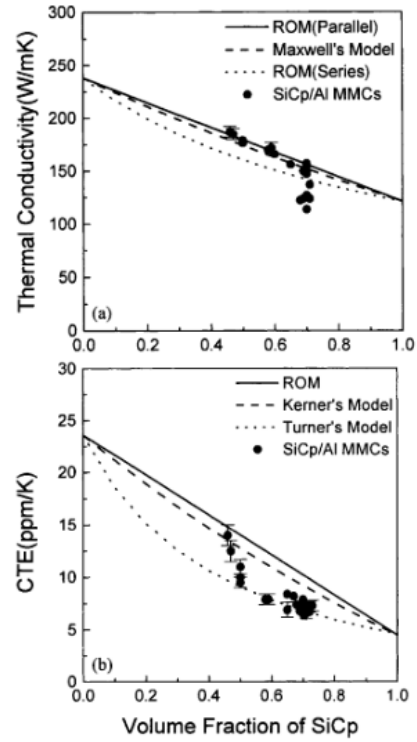 300
250
200
150
100
50
0
Thermal Conductivity(W/mK)
ROM(Parallel)
Maxwell's Model
ROM(Series)
SiCp/Al MMCs
(a)
0.0 0.2 0.4 0.6 0.8 1.0
30
25
20
15
10
5
0
CTE(ppm/K)
ROM
Kerner's Model
Turner's Model
SiCp/Al MMCs
(b)
0.0 0.2 0.4 0.6 0.8 1.0
Volume Fraction of SiCp